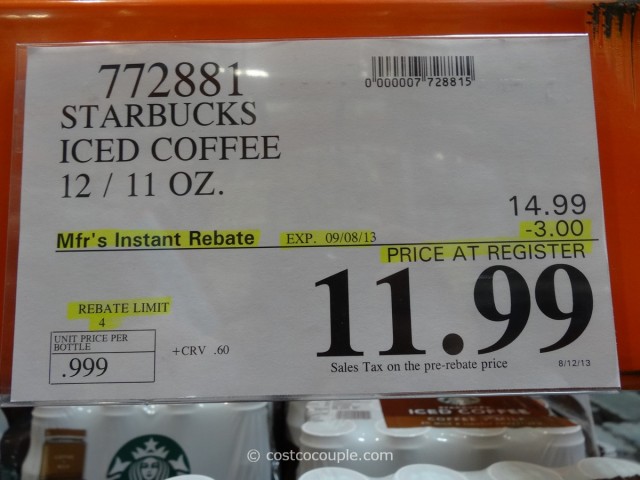 772881
0"000007"728815"
STARBUCKS
ICED COFFEE
12 / 11 OZ.
14.99
-3.00
Mfr's Instant Rebate EXP. 09/08/13
PRICE AT REGISTER
11.99
REBATE LIMIT
4
UNIT PRICE PER
BOTTLE
.999
+CRV .60
Sales Tax on the pre-rebate price
8/12/13
ICED COFFEE
© costcocouple.com